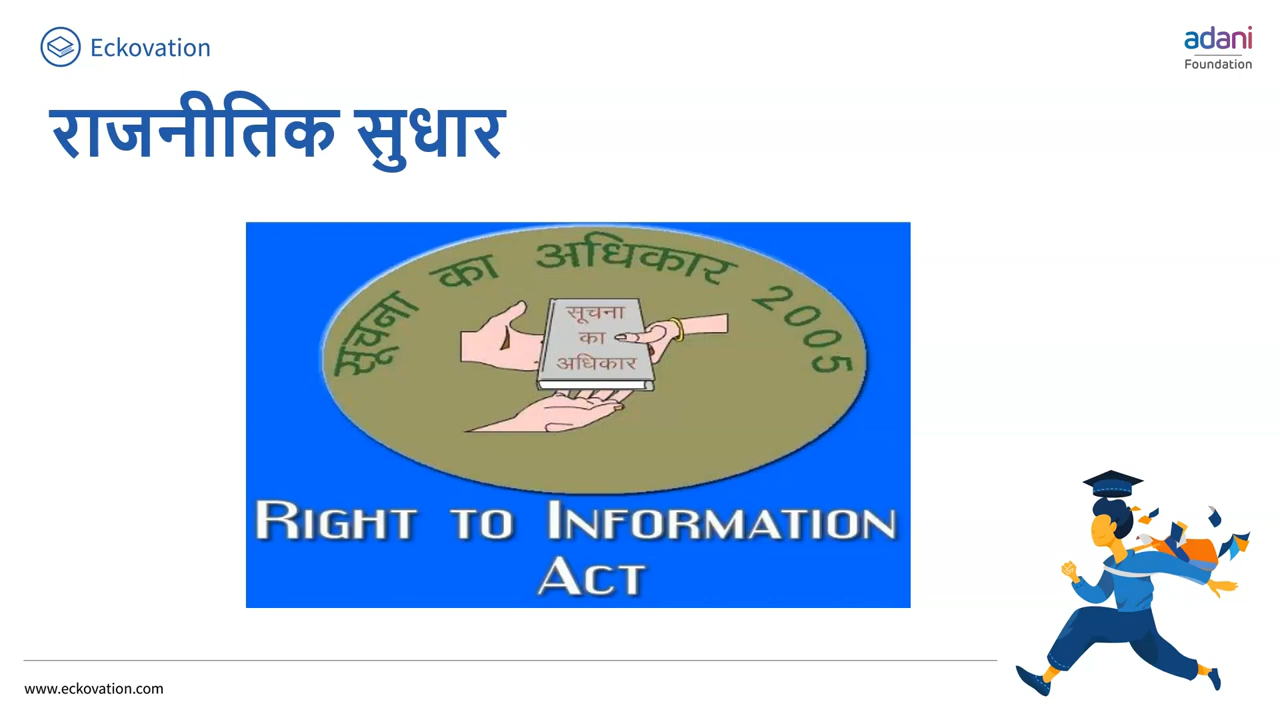 Eckovation
adani
Foundation
राजनीतिक सुधार
सूचना का अधिकार 2005
सूचना
का
अधिकार
RIGHT TO INFORMATION
ACT
www.eckovation.com